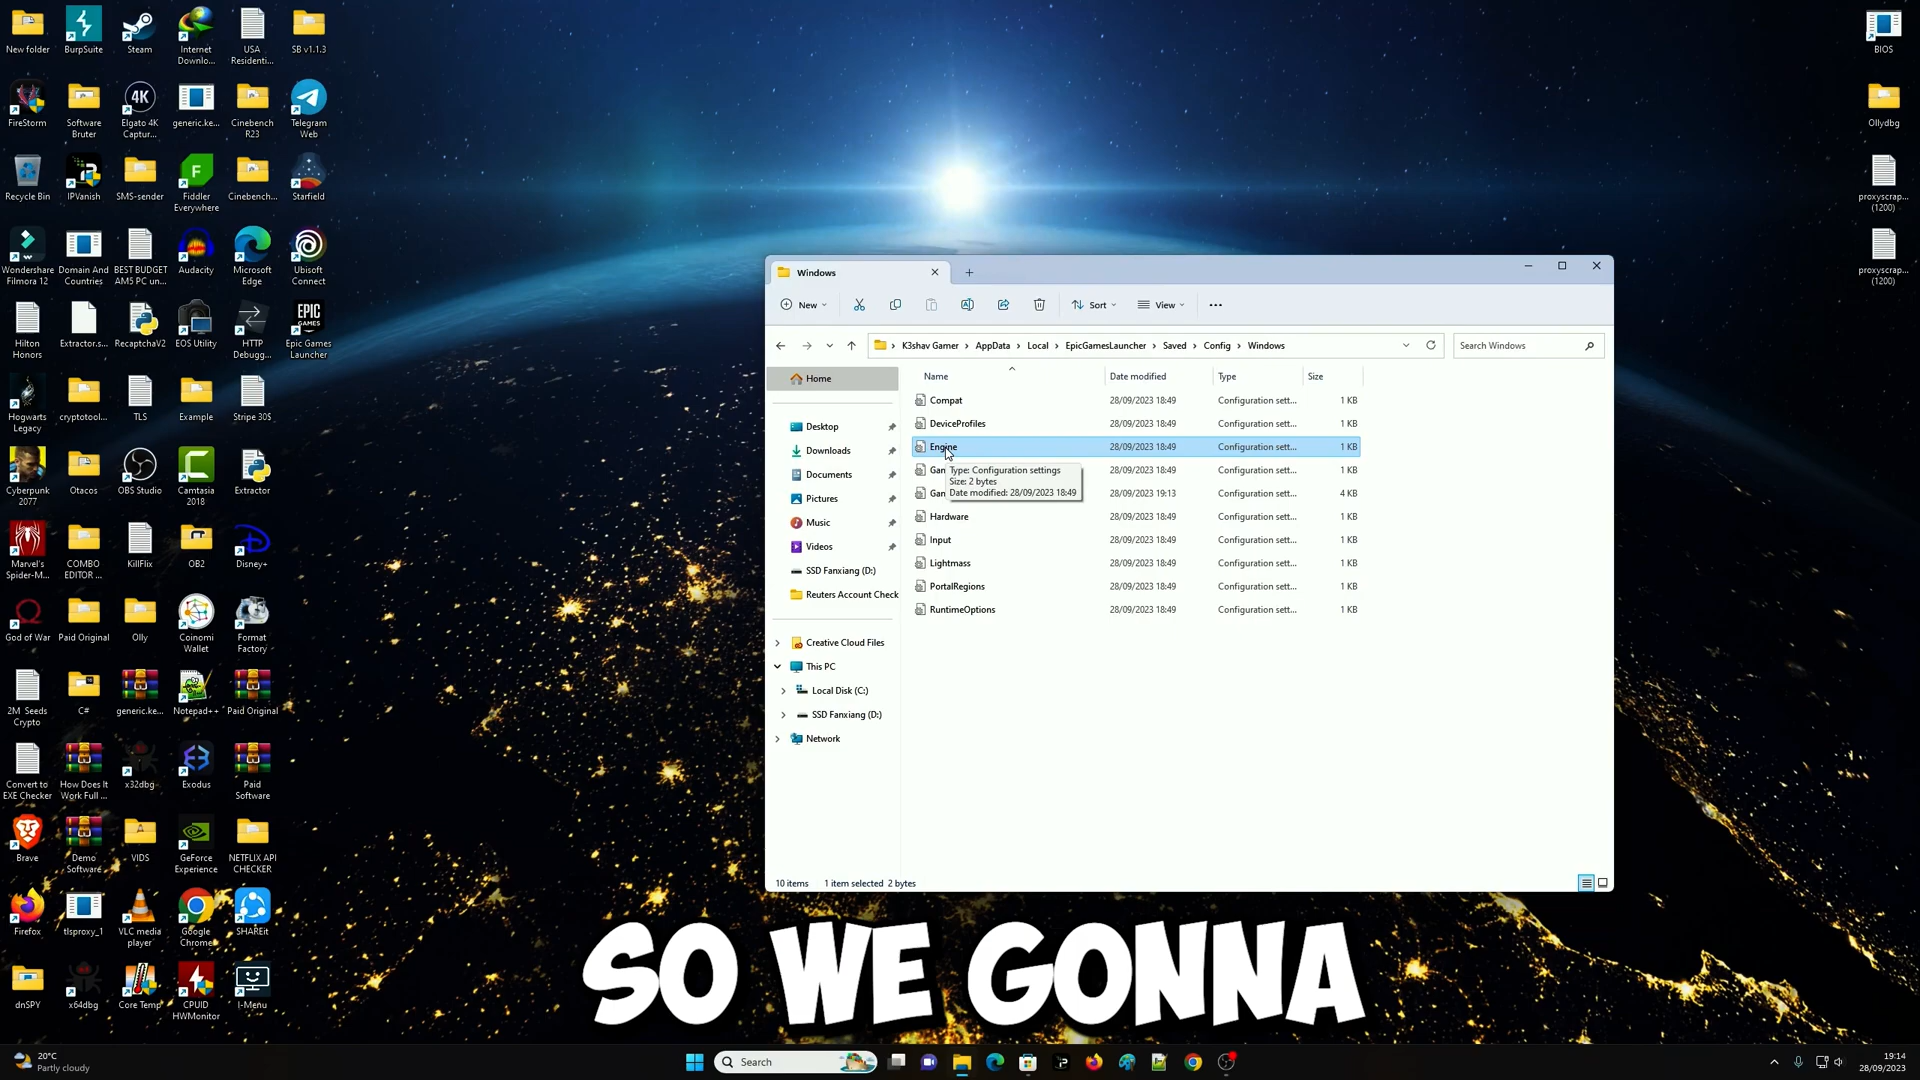 New folder
BurpSuite
Steam
Internet
Downlo...
USA
Residenti...
SB v1.1.3
BIOS
FireStorm
Software
Bruter
4K
Elgato 4K
Captur...
generic.ke...
Cinebench
R23
Telegram
Web
Ollydbg
Recycle Bin
IPVanish
SMS-sender
Fiddler
Everywhere
Cinebench...
Starfield
proxyscrap...
(1200)
Wondershare
Filmora 12
Domain And
Countries
BEST BUDGET
AM5 PC un...
Audacity
Microsoft
Edge
Ubisoft
Connect
proxyscrap...
(1200)
Hilton
Honors
Extractor.s...
RecaptchaV2
EOS Utility
HTTP
Debugg...
EPIC
GAMES
Epic Games
Launcher
Hogwarts
Legacy
cryptotool...
TLS
Example
Stripe 30$
Cyberpunk
2077
Otacos
OBS Studio
Camtasia
2018
Extractor
Marvel's
Spider-M...
COMBO
EDITOR ...
KillFlix
OB2
Disney+
God of War
Paid Original
Olly
Coinomi
Wallet
Format
Factory
2M Seeds
Crypto
C#
generic.ke...
Notepad++
Paid Original
Convert to
EXE Checker
How Does It
Work Full ...
x32dbg
Exodus
Paid
Software
Brave
Demo
Software
VIDS
GeForce
Experience
NETFLIX API
CHECKER
Firefox
tlsproxy_1
VLC media
player
Google
Chrome
SHAREit
dnSPY
x64dbg
Core Temp
CPUID
HWMonitor
I-Menu
Windows
New
Sort
View
K3shav Gamer > AppData > Local > EpicGamesLauncher > Saved > Config > Windows
Search Windows
Home
Desktop
Downloads
Documents
Pictures
Music
Videos
SSD Fanxiang (D:)
Reuters Account Check
Creative Cloud Files
This PC
Local Disk (C:)
SSD Fanxiang (D:)
Network
Name Date modified Type Size
Compat 28/09/2023 18:49 Configuration sett... 1 KB
DeviceProfiles 28/09/2023 18:49 Configuration sett... 1 KB
Engine 28/09/2023 18:49 Configuration sett... 1 KB
Gam 28/09/2023 18:49 Configuration sett... 1 KB
Gam 28/09/2023 19:13 Configuration sett... 4 KB
Type: Configuration settings
Size: 2 bytes
Date modified: 28/09/2023 18:49
Hardware 28/09/2023 18:49 Configuration sett... 1 KB
Input 28/09/2023 18:49 Configuration sett... 1 KB
Lightmass 28/09/2023 18:49 Configuration sett... 1 KB
PortalRegions 28/09/2023 18:49 Configuration sett... 1 KB
RuntimeOptions 28/09/2023 18:49 Configuration sett... 1 KB
10 items 1 item selected 2 bytes
SO WE GONNA
20°C
Partly cloudy
Search
19:14
28/09/2023